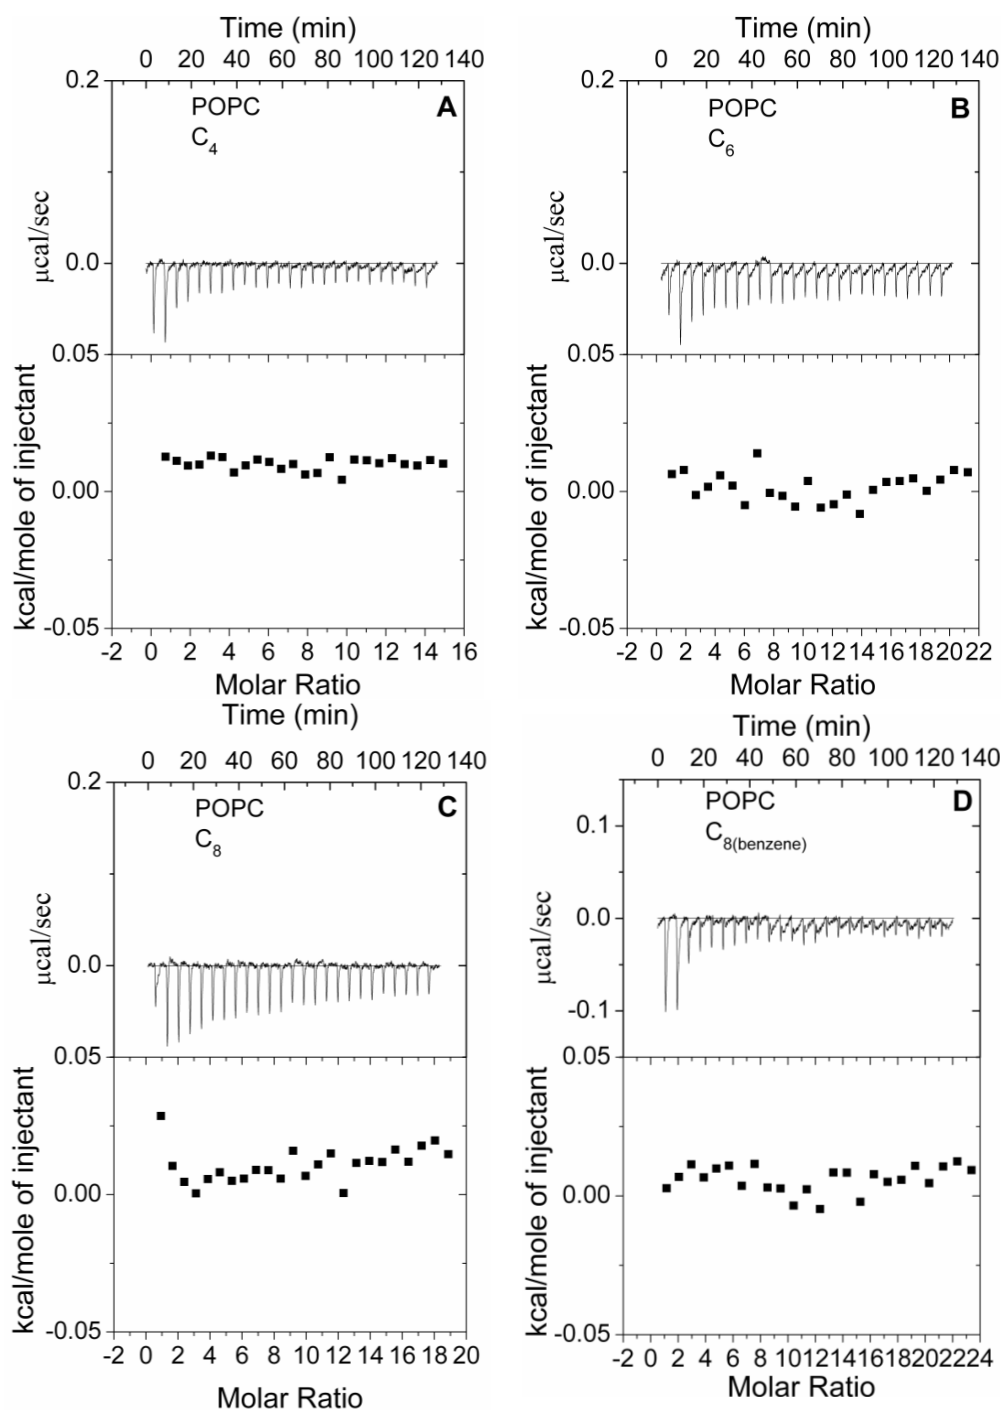 Time (min)
0 20 40 60 80 100 120 140
0.2
POPC
A
C4
µcal/sec
0.0
0.05
kcal/mole of injectant
0.00
-0.05
-2 0 2 4 6 8 10 12 14 16
Molar Ratio
Time (min)
0 20 40 60 80 100 120 140
0.2
POPC
B
C6
µcal/sec
0.0
0.05
kcal/mole of injectant
0.00
-0.05
-2 0 2 4 6 8 10 12 14 16 18 20 22
Molar Ratio
Time (min)
0 20 40 60 80 100 120 140
0.2
POPC
C
C8
µcal/sec
0.0
0.05
kcal/mole of injectant
0.00
-0.05
-2 0 2 4 6 8 10 12 14 16 18 20
Molar Ratio
Time (min)
0 20 40 60 80 100 120 140
POPC
D
0.1
C8(benzene)
µcal/sec
0.0
-0.1
0.05
kcal/mole of injectant
0.00
-0.05
-2 0 2 4 6 8 10 12 14 16 18 20 22 24
Molar Ratio